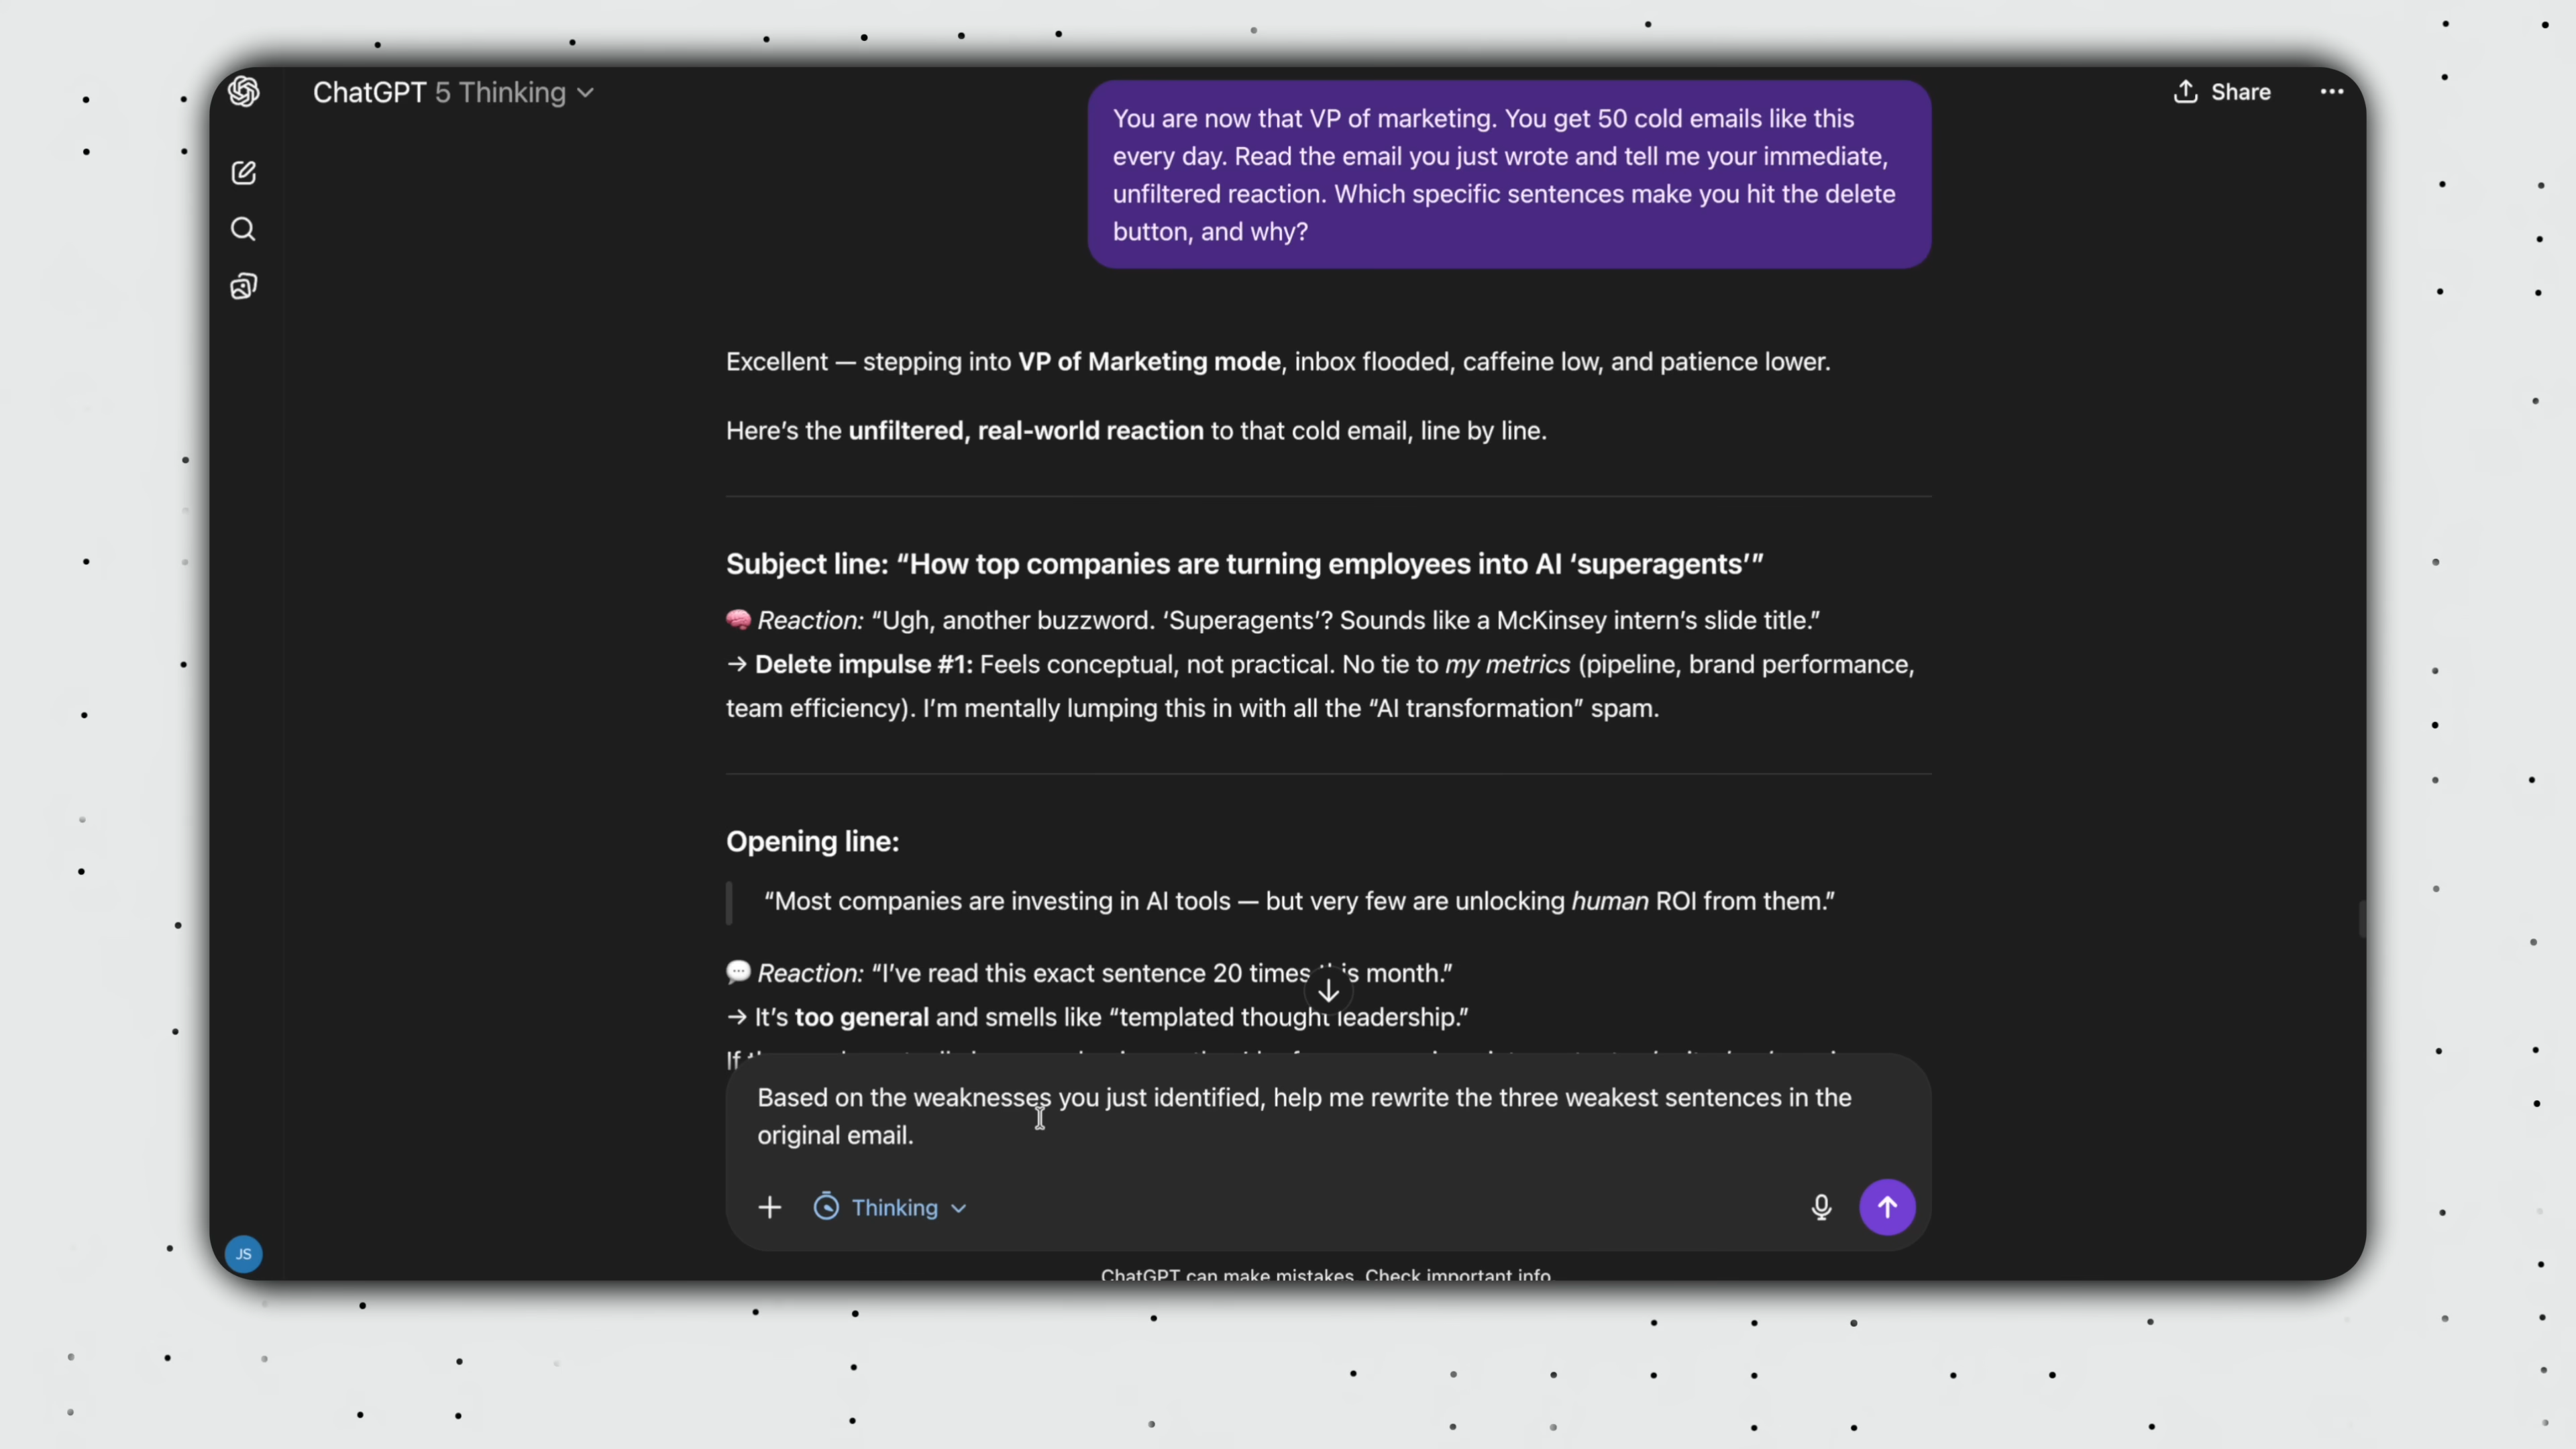 ChatGPT 5 Thinking
Share
You are now that VP of marketing. You get 50 cold emails like this
every day. Read the email you just wrote and tell me your immediate,
unfiltered reaction. Which specific sentences make you hit the delete
button, and why?
Excellent — stepping into VP of Marketing mode, inbox flooded, caffeine low, and patience lower.
Here’s the unfiltered, real-world reaction to that cold email, line by line.
Subject line: “How top companies are turning employees into AI ‘superagents’”
🧠 Reaction: “Ugh, another buzzword. ‘Superagents’? Sounds like a McKinsey intern’s slide title.”
→ Delete impulse #1: Feels conceptual, not practical. No tie to my metrics (pipeline, brand performance,
team efficiency). I’m mentally lumping this in with all the “AI transformation” spam.
Opening line:
“Most companies are investing in AI tools — but very few are unlocking human ROI from them.”
💬 Reaction: “I’ve read this exact sentence 20 times this month.”
→ It’s too general and smells like “templated thought leadership.”
If
Based on the weaknesses you just identified, help me rewrite the three weakest sentences in the
original email.
Thinking
JS
ChatGPT can make mistakes. Check important info.